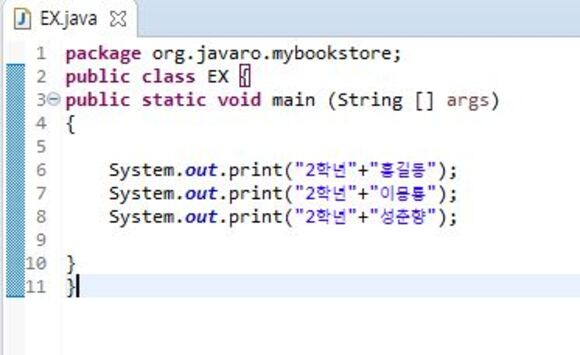 EX.java
1 package org.javaro.mybookstore;
2 public class EX {
3 public static void main (String [] args)
4 {
5
6 System.out.print("2학년"+"홍길동");
7 System.out.print("2학년"+"이몽룡");
8 System.out.print("2학년"+"성춘향");
9
10 }
11 }